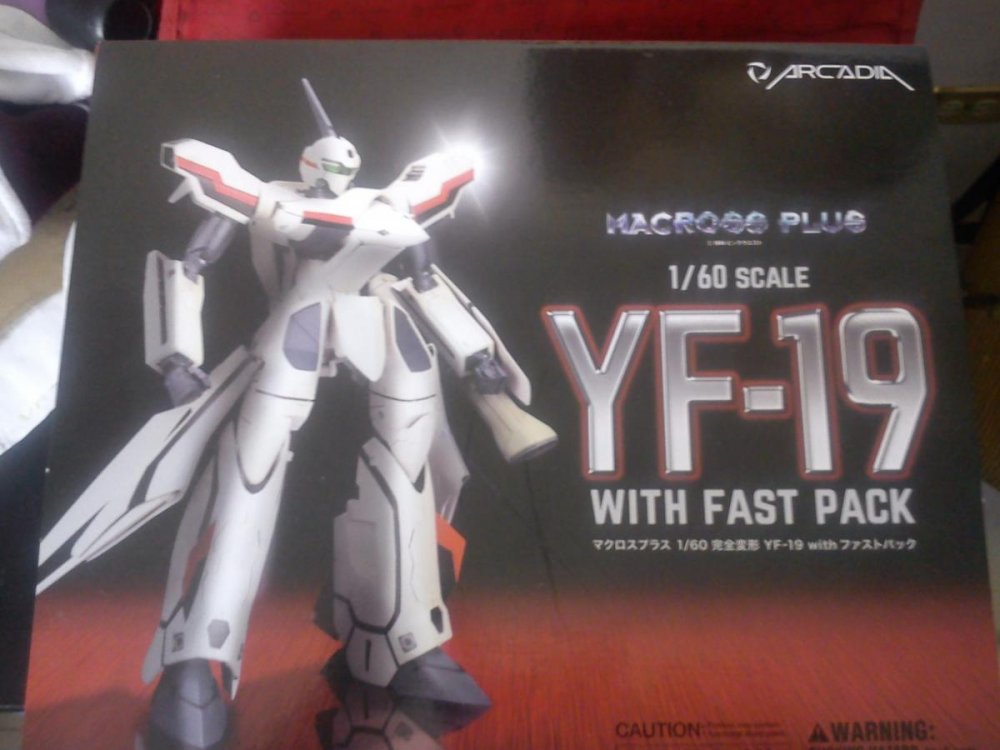 ARCADIA
MACROSS PLUS
1/60 SCALE
YF-19
WITH FAST PACK
マクロスプラス 1/60 完全変形 YF-19 with ファストパック
CAUTION:
WARNING: